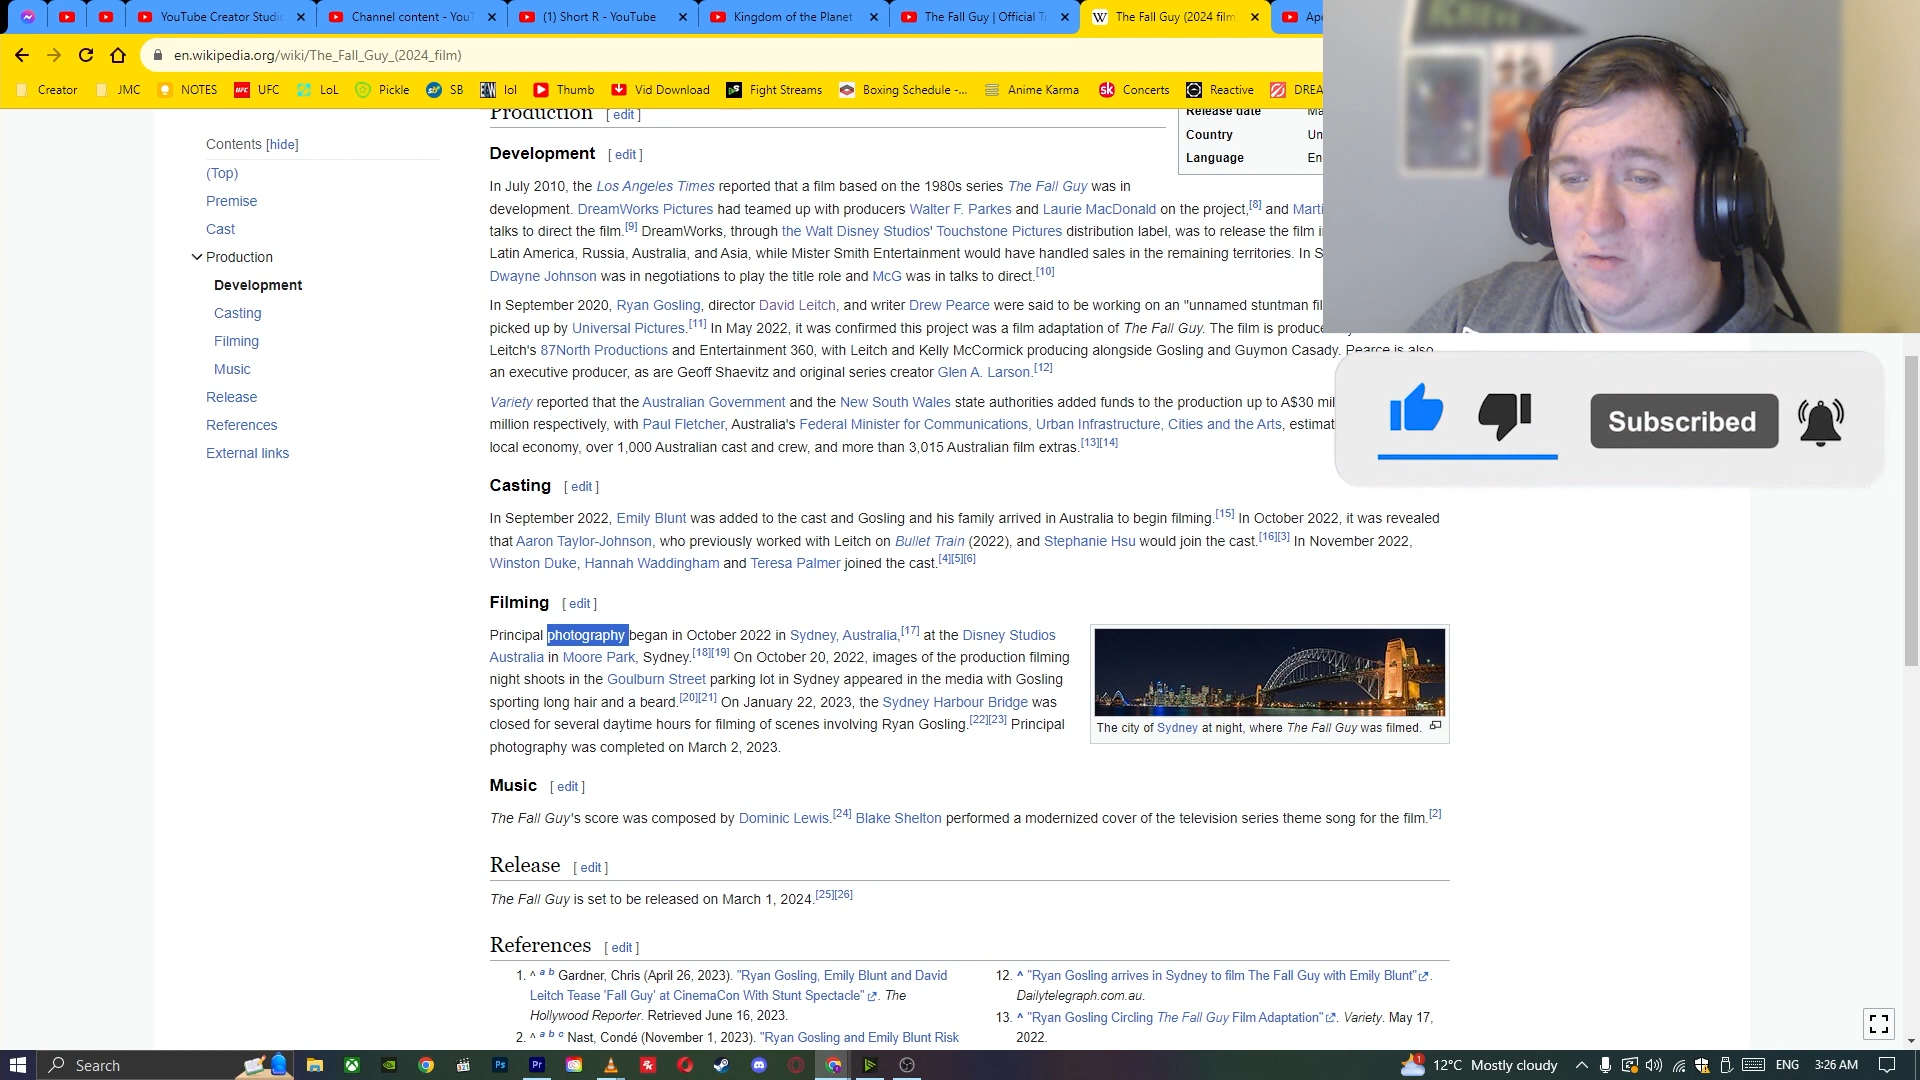 YouTube Creator Studio
Channel content - YouT
(1) Short R - YouTube
Kingdom of the Planet
The Fall Guy | Official Tr
The Fall Guy (2024 film
Ape
ACHIEVE
en.wikipedia.org/wiki/The_Fall_Guy_(2024_film)
Creator JMC NOTES UFC LoL Pickle SB lol Thumb Vid Download Fight Streams Boxing Schedule -... Anime Karma Concerts Reactive DREA
Contents [hide]
(Top)
Premise
Cast
Production
Development
Casting
Filming
Music
Release
References
External links
Production [ edit ]
Release date Ma
Country Un
Language En
Development [ edit ]
In July 2010, the Los Angeles Times reported that a film based on the 1980s series The Fall Guy was in
development. DreamWorks Pictures had teamed up with producers Walter F. Parkes and Laurie MacDonald on the project,[8] and Marti
talks to direct the film.[9] DreamWorks, through the Walt Disney Studios' Touchstone Pictures distribution label, was to release the film i
Latin America, Russia, Australia, and Asia, while Mister Smith Entertainment would have handled sales in the remaining territories. In S
Dwayne Johnson was in negotiations to play the title role and McG was in talks to direct.[10]
In September 2020, Ryan Gosling, director David Leitch, and writer Drew Pearce were said to be working on an "unnamed stuntman fil
picked up by Universal Pictures.[11] In May 2022, it was confirmed this project was a film adaptation of The Fall Guy. The film is produce
Leitch's 87North Productions and Entertainment 360, with Leitch and Kelly McCormick producing alongside Gosling and Guymon Casady. Pearce is also
an executive producer, as are Geoff Shaevitz and original series creator Glen A. Larson.[12]
Variety reported that the Australian Government and the New South Wales state authorities added funds to the production up to A$30 mil
million respectively, with Paul Fletcher, Australia's Federal Minister for Communications, Urban Infrastructure, Cities and the Arts, estimat
local economy, over 1,000 Australian cast and crew, and more than 3,015 Australian film extras.[13][14]
Subscribed
Casting [ edit ]
In September 2022, Emily Blunt was added to the cast and Gosling and his family arrived in Australia to begin filming.[15] In October 2022, it was revealed
that Aaron Taylor-Johnson, who previously worked with Leitch on Bullet Train (2022), and Stephanie Hsu would join the cast.[16][3] In November 2022,
Winston Duke, Hannah Waddingham and Teresa Palmer joined the cast.[4][5][6]
Filming [ edit ]
Principal photography began in October 2022 in Sydney, Australia,[17] at the Disney Studios
Australia in Moore Park, Sydney.[18][19] On October 20, 2022, images of the production filming
night shoots in the Goulburn Street parking lot in Sydney appeared in the media with Gosling
sporting long hair and a beard.[20][21] On January 22, 2023, the Sydney Harbour Bridge was
closed for several daytime hours for filming of scenes involving Ryan Gosling.[22][23] Principal
photography was completed on March 2, 2023.
The city of Sydney at night, where The Fall Guy was filmed.
Music [ edit ]
The Fall Guy's score was composed by Dominic Lewis.[24] Blake Shelton performed a modernized cover of the television series theme song for the film.[2]
Release [ edit ]
The Fall Guy is set to be released on March 1, 2024.[25][26]
References [ edit ]
1. ^ a b Gardner, Chris (April 26, 2023). "Ryan Gosling, Emily Blunt and David
Leitch Tease 'Fall Guy' at CinemaCon With Stunt Spectacle". The
Hollywood Reporter. Retrieved June 16, 2023.
2. ^ a b c Nast, Condé (November 1, 2023). "Ryan Gosling and Emily Blunt Risk
12. ^ "Ryan Gosling arrives in Sydney to film The Fall Guy with Emily Blunt".
Dailytelegraph.com.au.
13. ^ "Ryan Gosling Circling The Fall Guy Film Adaptation". Variety. May 17,
2022.
Search
1 12°C Mostly cloudy ENG 3:26 AM